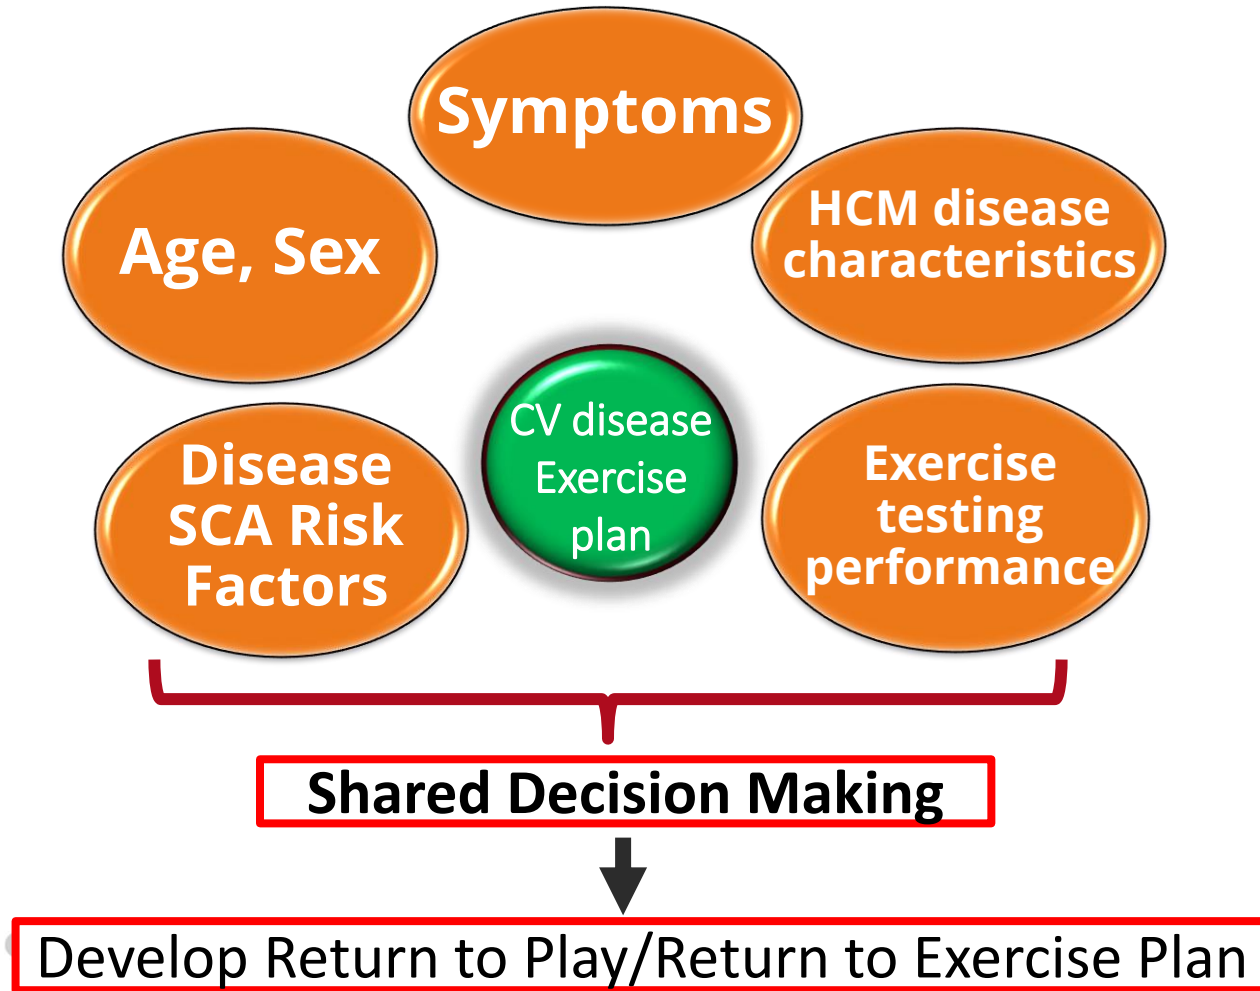 Symptoms
Age, Sex
HCM disease
characteristics
CV disease
Exercise
plan
Disease
SCA Risk
Factors
Exercise
testing
performance
Shared Decision Making
Develop Return to Play/Return to Exercise Plan